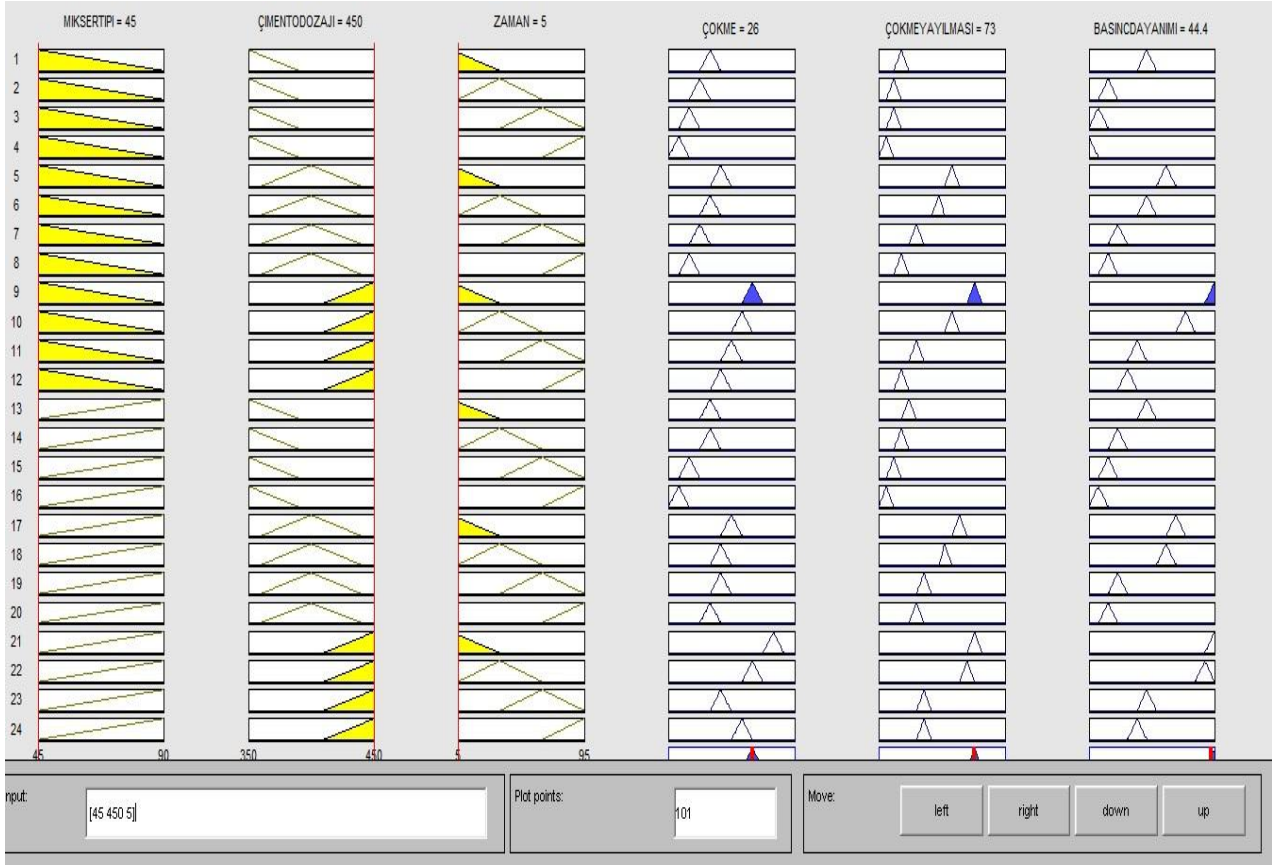 MIKSERTIPI = 45
ÇIMENTODOZAJI = 450
ZAMAN = 5
ÇOKME = 26
ÇOKMEYAYILMASI = 73
BASINCDAYANIMI = 44.4
1
2
3
4
5
6
7
8
9
10
11
12
13
14
15
16
17
18
19
20
21
22
23
24
45 90 350 450 5 95
nput:
[45 450 5]
Plot points:
101
Move:
left
right
down
up